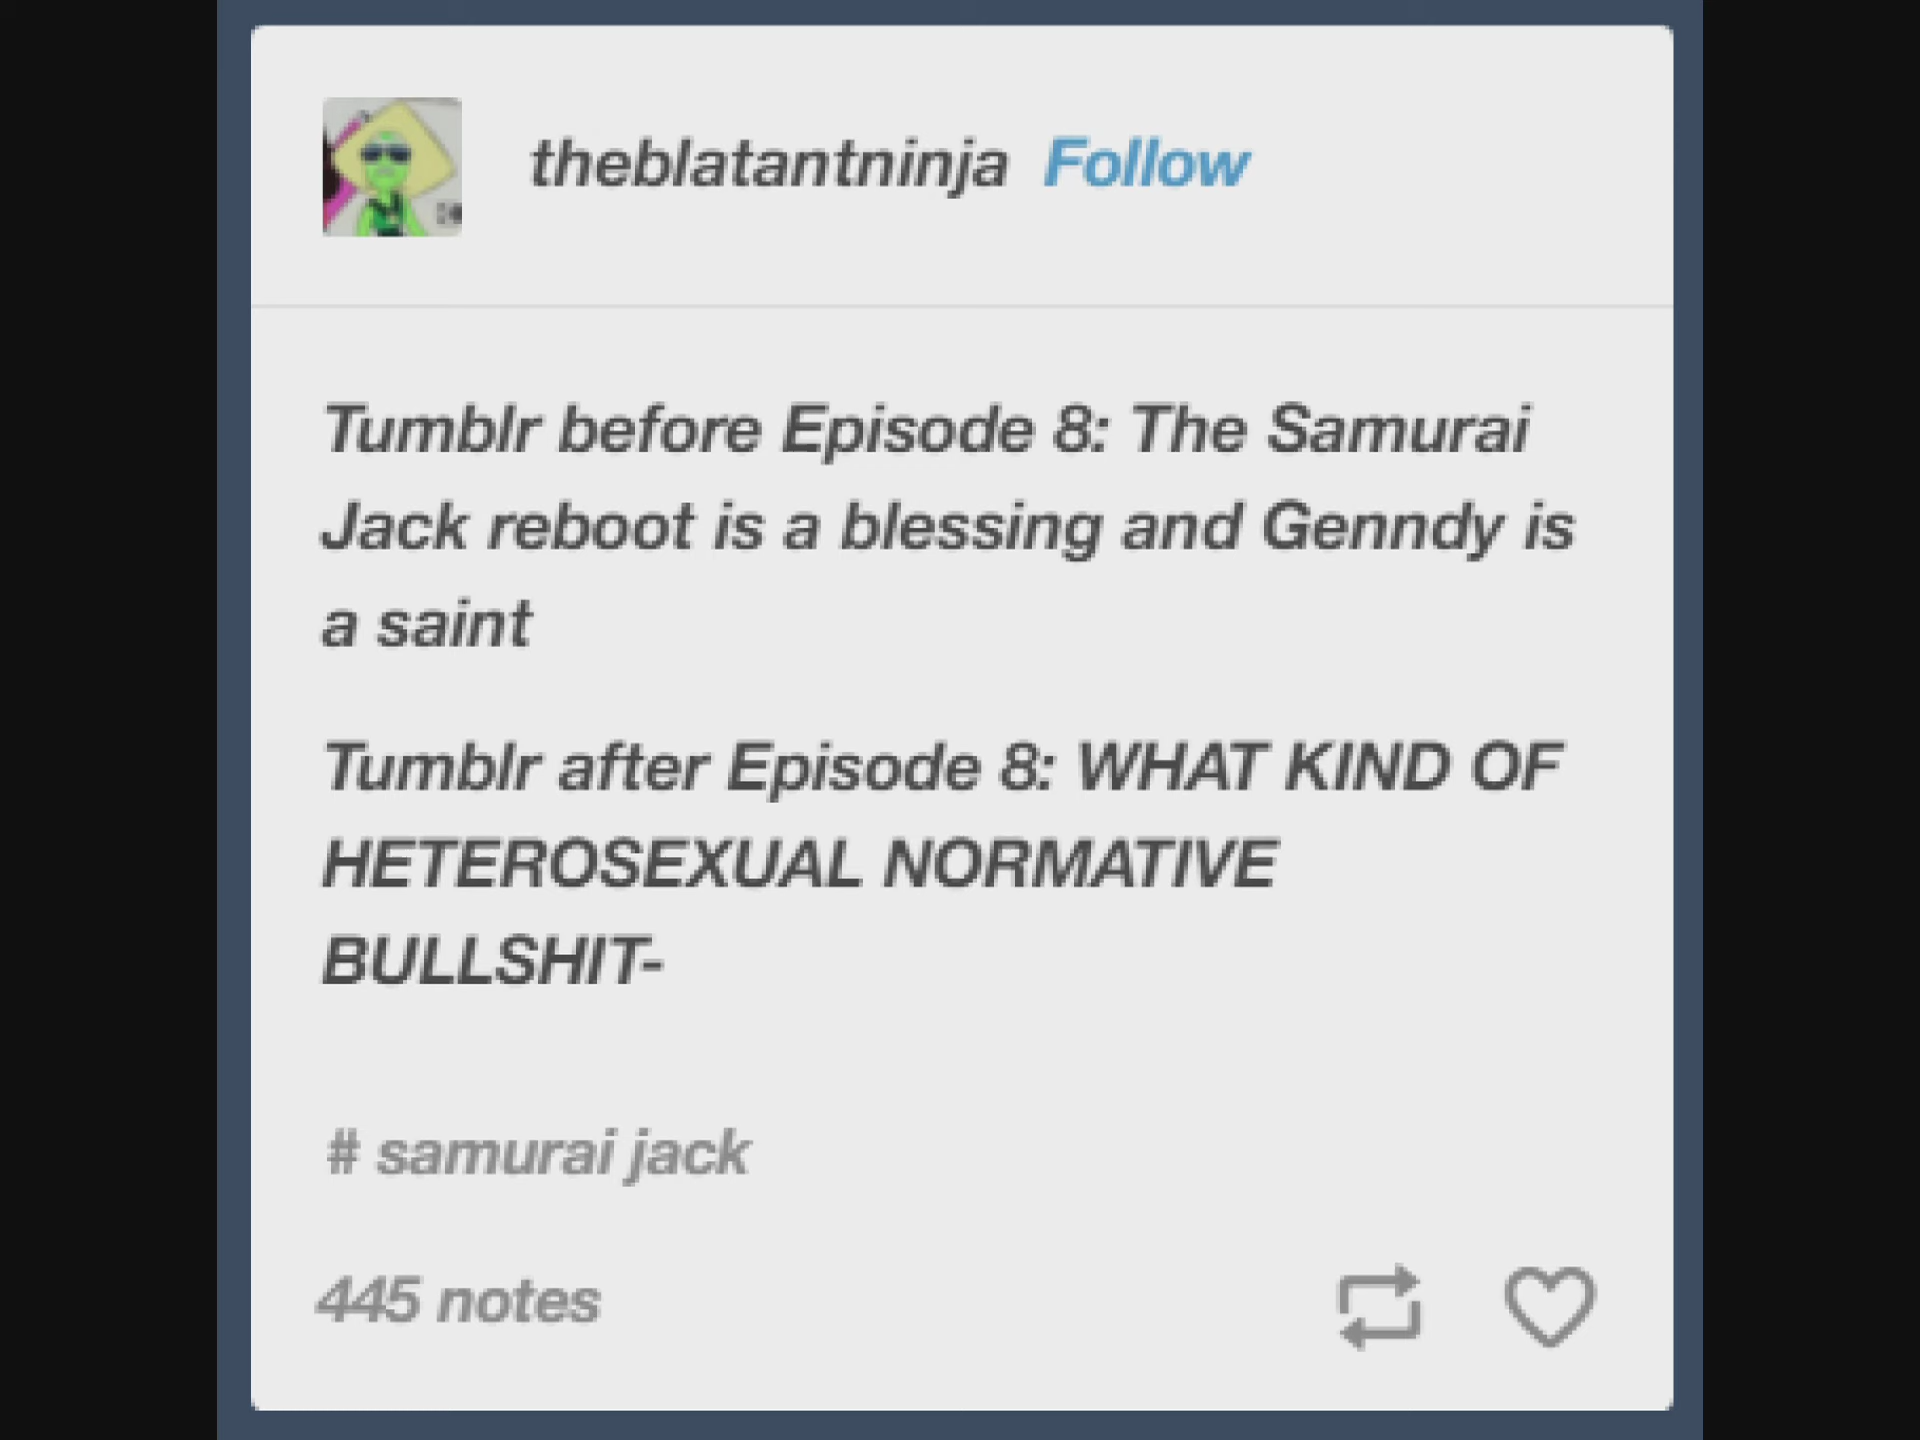 theblatantninja Follow
Tumblr before Episode 8: The Samurai
Jack reboot is a blessing and Genndy is
a saint
Tumblr after Episode 8: WHAT KIND OF
HETEROSEXUAL NORMATIVE
BULLSHIT-
# samurai jack
445 notes